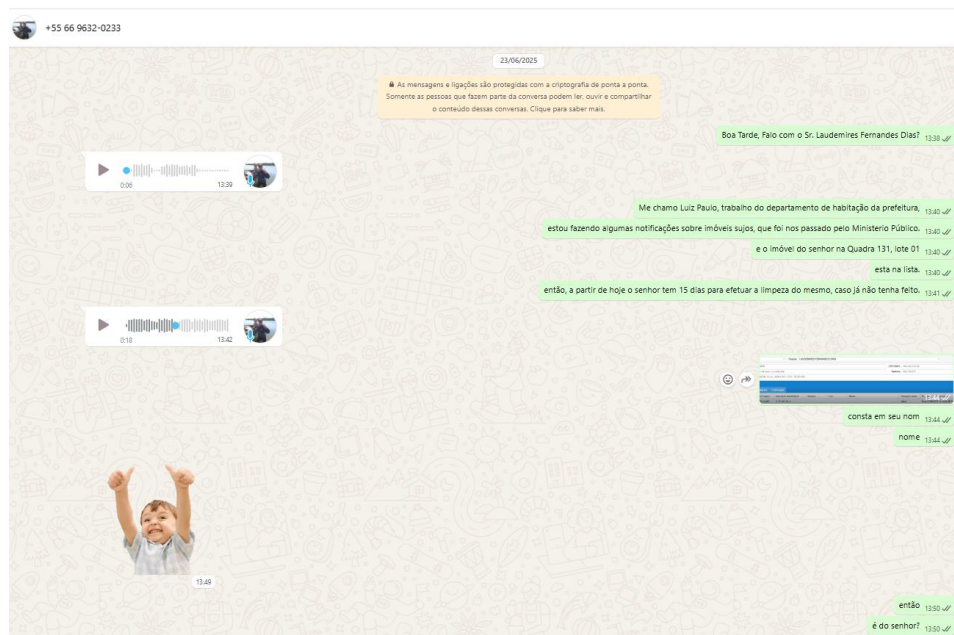 +55 66 9632-0233
23/06/2025
As mensagens e ligações são protegidas com a criptografia de ponta a ponta.
Somente as pessoas que fazem parte da conversa podem ler, ouvir e compartilhar
o conteúdo dessas conversas. Clique para saber mais.
Boa Tarde, Falo com o Sr. Laudemires Fernandes Dias? 13:38
0:06 13:39
Me chamo Luiz Paulo, trabalho do departamento de habitação da prefeitura, 13:40
estou fazendo algumas notificações sobre imóveis sujos, que foi nos passado pelo Ministerio Público. 13:40
e o imóvel do senhor na Quadra 131, lote 01 13:40
esta na lista. 13:40
então, a partir de hoje o senhor tem 15 dias para efetuar a limpeza do mesmo, caso já não tenha feito. 13:41
0:18 13:42
13:44
consta em seu nom 13:44
nome 13:44
13:49
então 13:50
é do senhor? 13:50